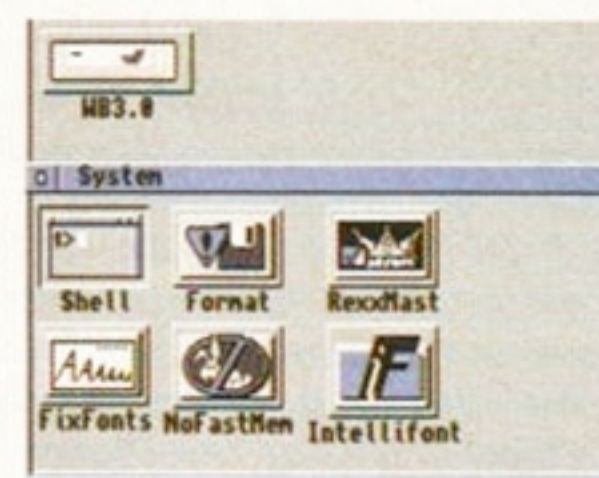 WB3.0
System
Shell Format RexxMast
FixFonts NoFastMem Intellifont